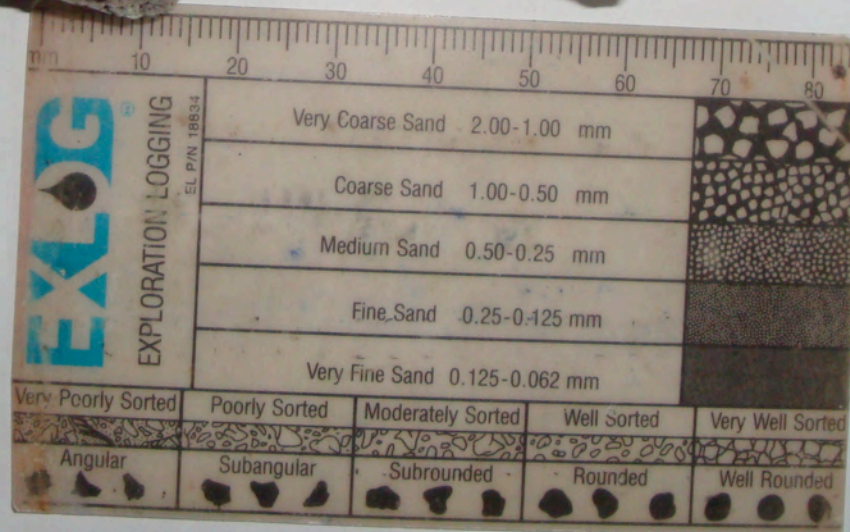 mm 10 20 30 40 50 60 70 80
EXLOG ®
EXPLORATION LOGGING
EL P/N 18834
Very Coarse Sand 2.00-1.00 mm
Coarse Sand 1.00-0.50 mm
Medium Sand 0.50-0.25 mm
Fine Sand 0.25-0.125 mm
Very Fine Sand 0.125-0.062 mm
Very Poorly Sorted Poorly Sorted Moderately Sorted Well Sorted Very Well Sorted
Angular Subangular Subrounded Rounded Well Rounded